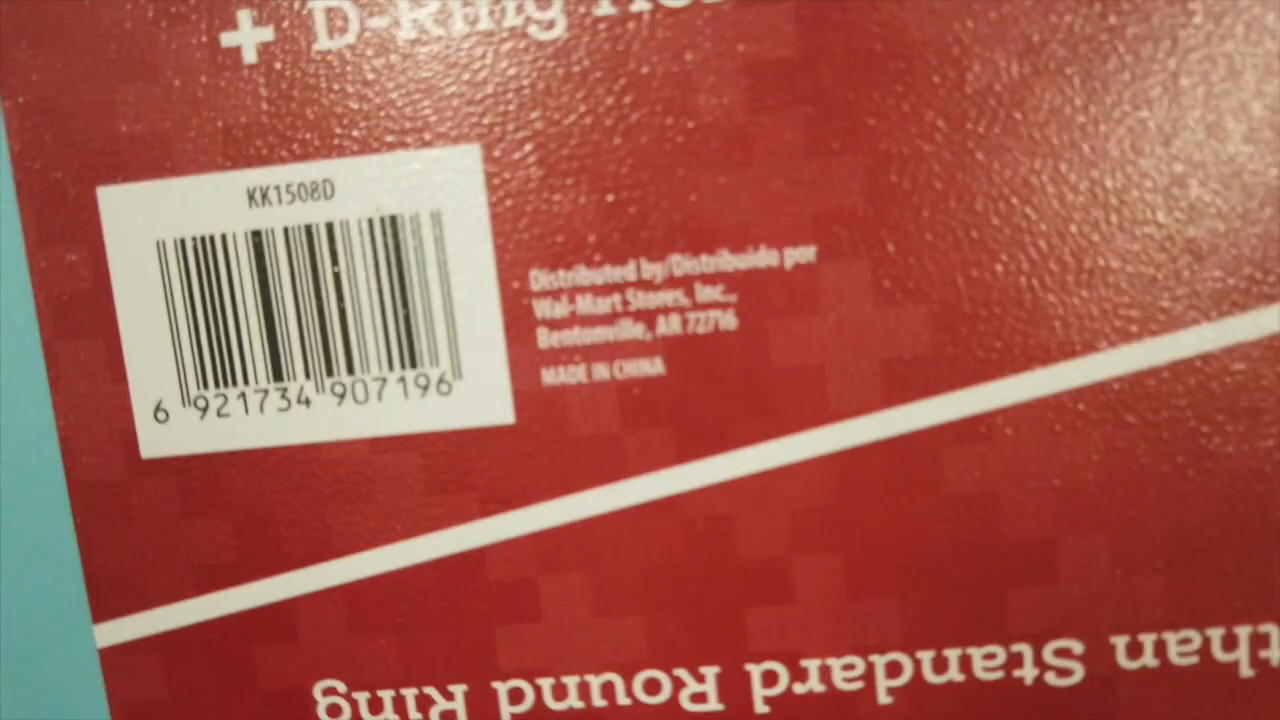 + D-Ring
KK1508D
6 921734 907196
Distributed by/Distribuido por
Wal-Mart Stores, Inc.,
Bentonville, AR 72716
MADE IN CHINA
than Standard Round Ring